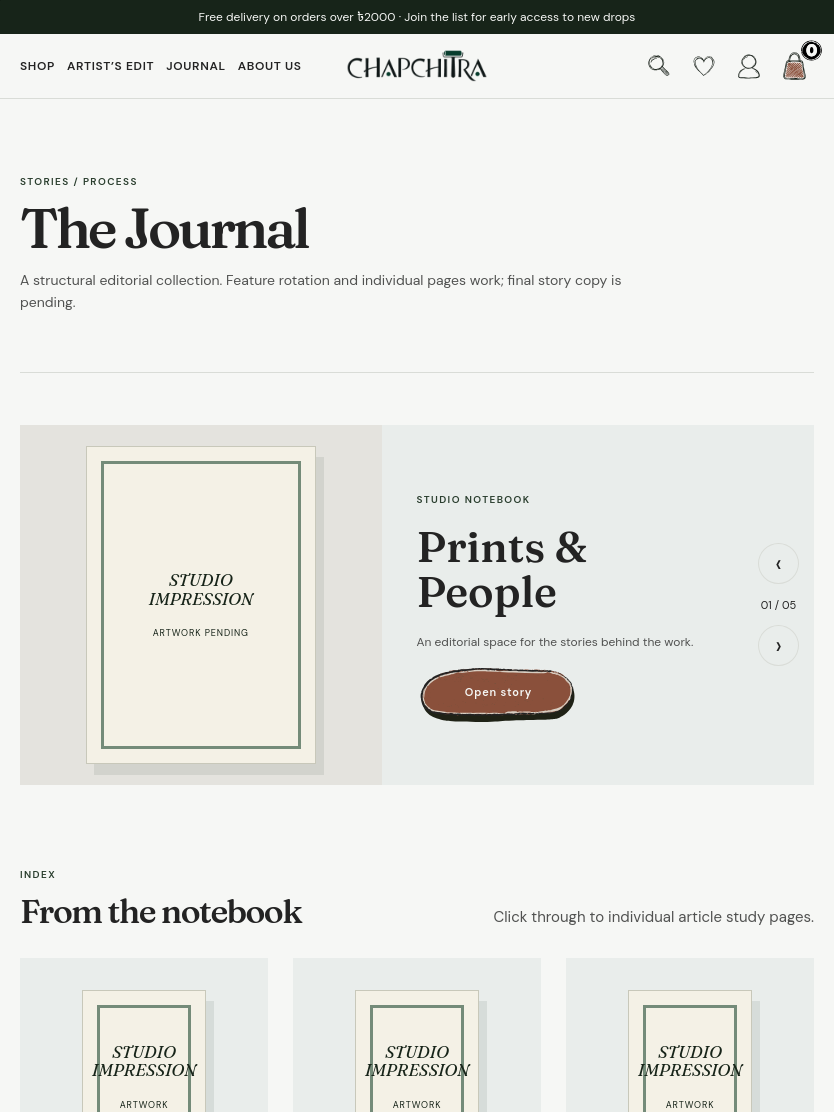 Free delivery on orders over ৳2000 · Join the list for early access to new drops
SHOP ARTIST’S EDIT JOURNAL ABOUT US
CHAPCHITRA
0
STORIES / PROCESS
The Journal
A structural editorial collection. Feature rotation and individual pages work; final story copy is
pending.
STUDIO
IMPRESSION
ARTWORK PENDING
STUDIO NOTEBOOK
Prints &
People
An editorial space for the stories behind the work.
Open story
‹
01 / 05
›
INDEX
From the notebook
Click through to individual article study pages.
STUDIO
IMPRESSION
ARTWORK
STUDIO
IMPRESSION
ARTWORK
STUDIO
IMPRESSION
ARTWORK